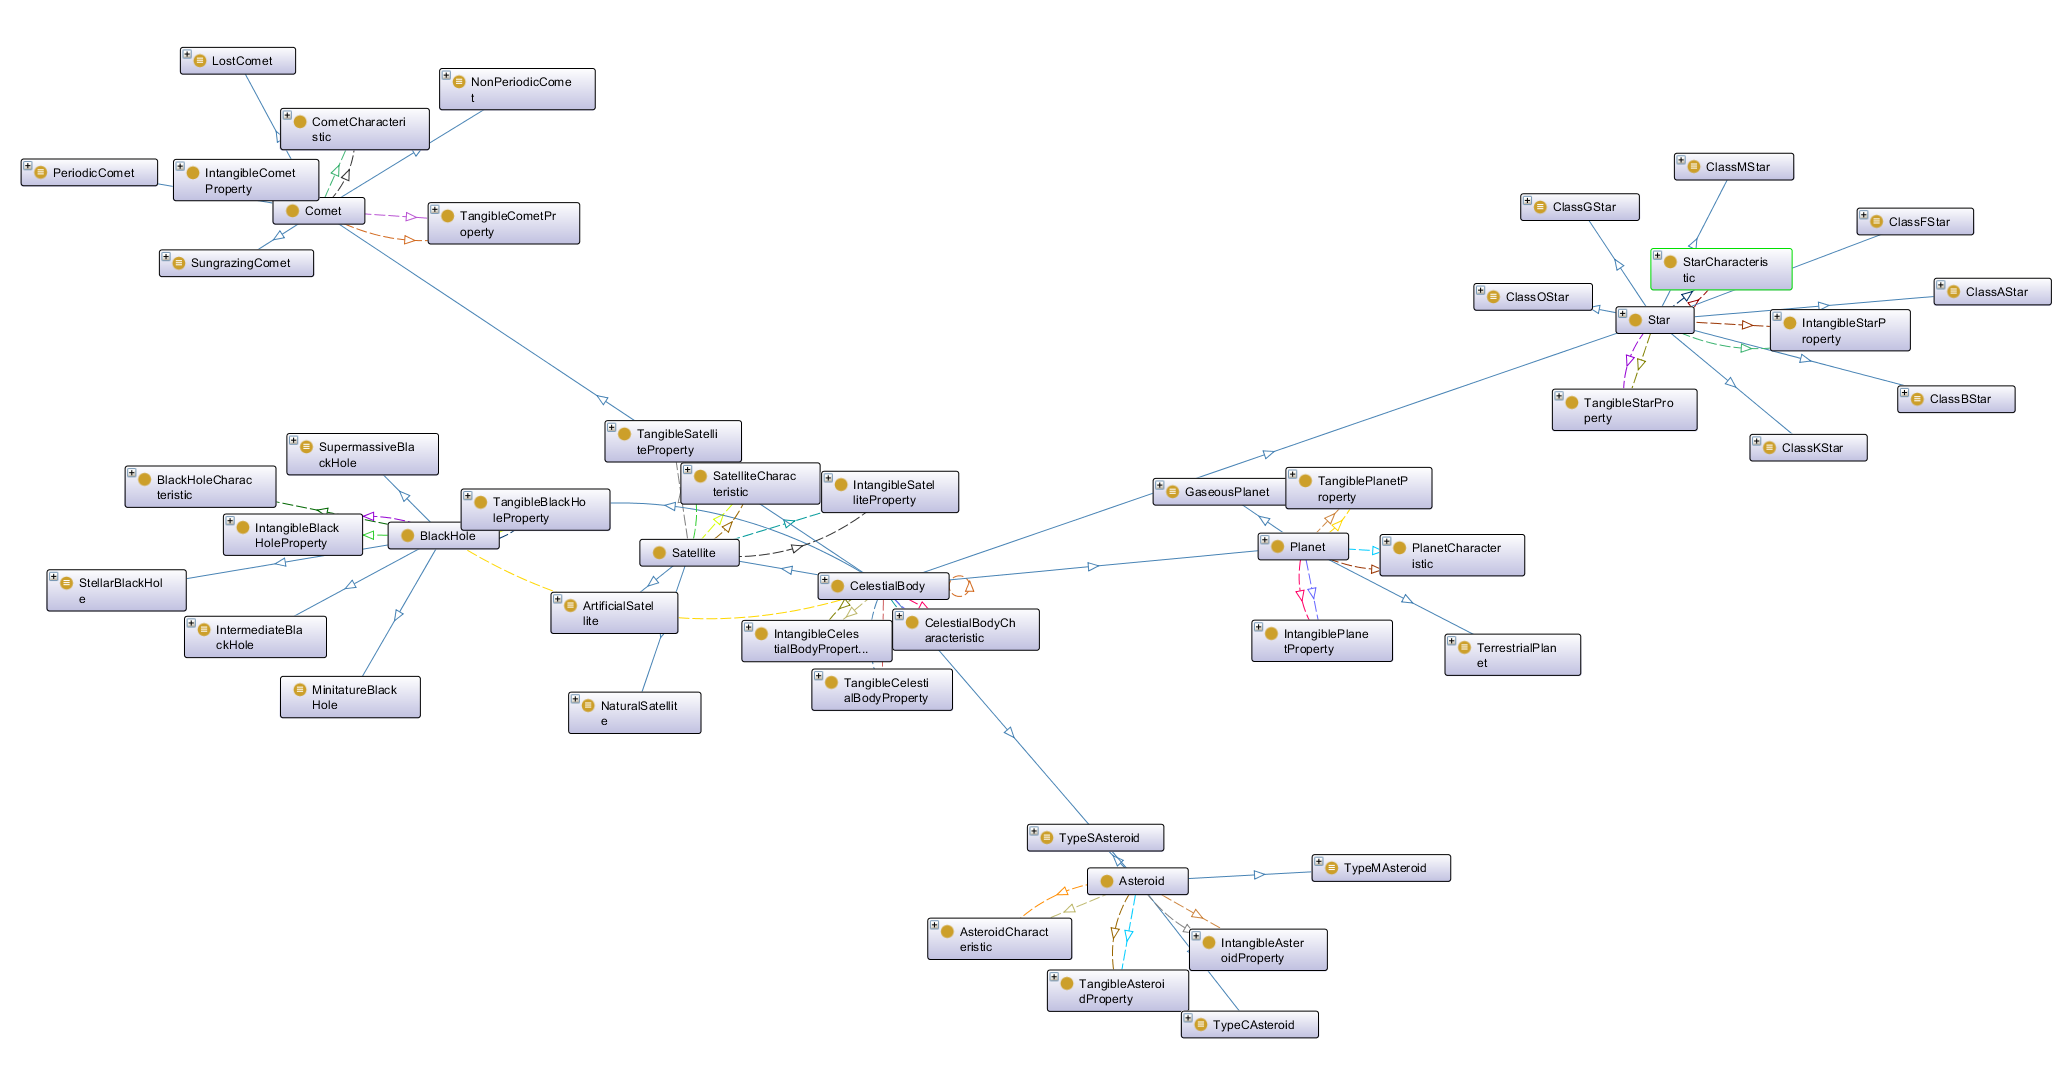 LostComet
NonPeriodicCome
t
CometCharacteri
stic
PeriodicComet
IntangibleComet
Property
Comet
TangibleCometPr
operty
SungrazingComet
ClassMStar
ClassGStar
ClassFStar
StarCharacteris
tic
ClassOStar
ClassAStar
Star
IntangibleStarP
roperty
TangibleStarPro
perty
ClassBStar
ClassKStar
TangibleSatelli
teProperty
SupermassiveBla
ckHole
BlackHoleCharac
teristic
IntangibleBlack
HoleProperty
BlackHole
TangibleBlackHo
leProperty
SatelliteCharac
teristic
IntangibleSatel
liteProperty
Satellite
StellarBlackHol
e
IntermediateBla
ckHole
MinitatureBlack
Hole
ArtificialSatel
lite
NaturalSatellit
e
CelestialBody
IntangibleCeles
tialBodyPropert...
CelestialBodyCh
aracteristic
TangibleCelesti
alBodyProperty
GaseousPlanet
TangiblePlanetP
roperty
Planet
PlanetCharacter
istic
IntangiblePlane
tProperty
TerrestrialPlan
et
TypeSAsteroid
Asteroid
TypeMAsteroid
AsteroidCharact
eristic
IntangibleAster
oidProperty
TangibleAsteroi
dProperty
TypeCAsteroid